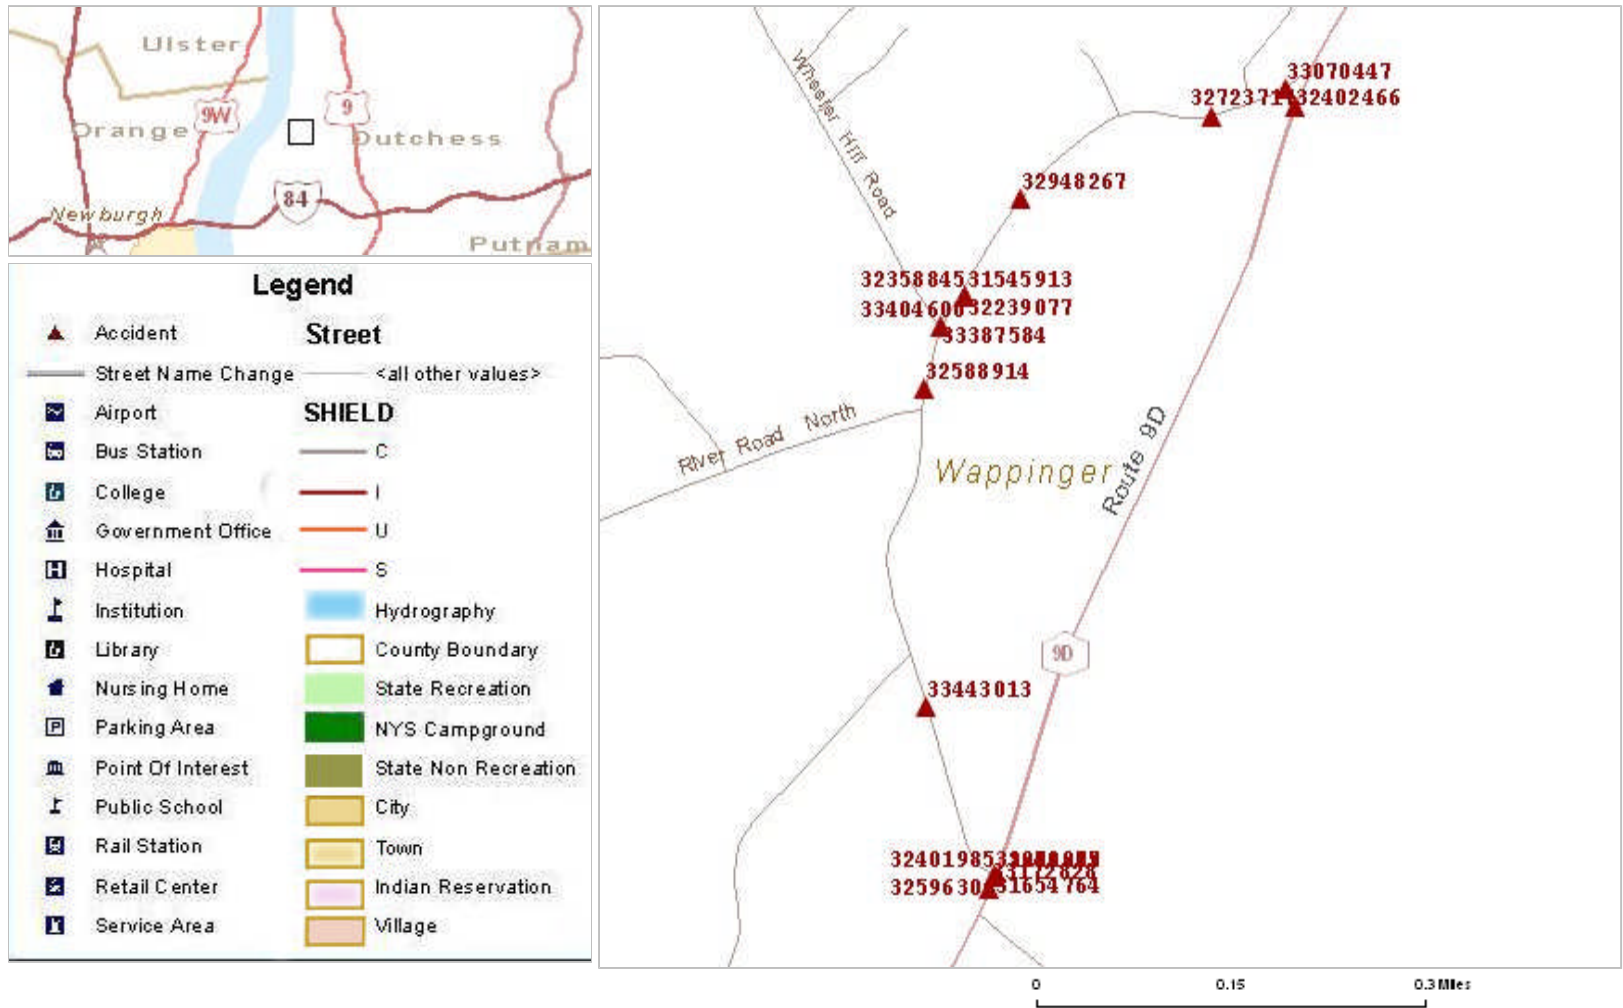 Ulster
9W
9
Orange
Dutchess
84
Newburgh
Putnam
Legend
Accident
Street
Street Name Change
<all other values>
Airport
SHIELD
Bus Station
C
College
I
Government Office
U
Hospital
S
Institution
Hydrography
Library
County Boundary
Nursing Home
State Recreation
Parking Area
NYS Campground
Point Of Interest
State Non Recreation
Public School
City
Rail Station
Town
Retail Center
Indian Reservation
Service Area
Village
Wheeler Hill Road
33070447
32402466
32948267
32358845
31545913
32239077
33387584
32588914
River Road North
Wappinger
Route 9D
9D
33443013
32401985
31654764
0
0.15
0.3 Miles